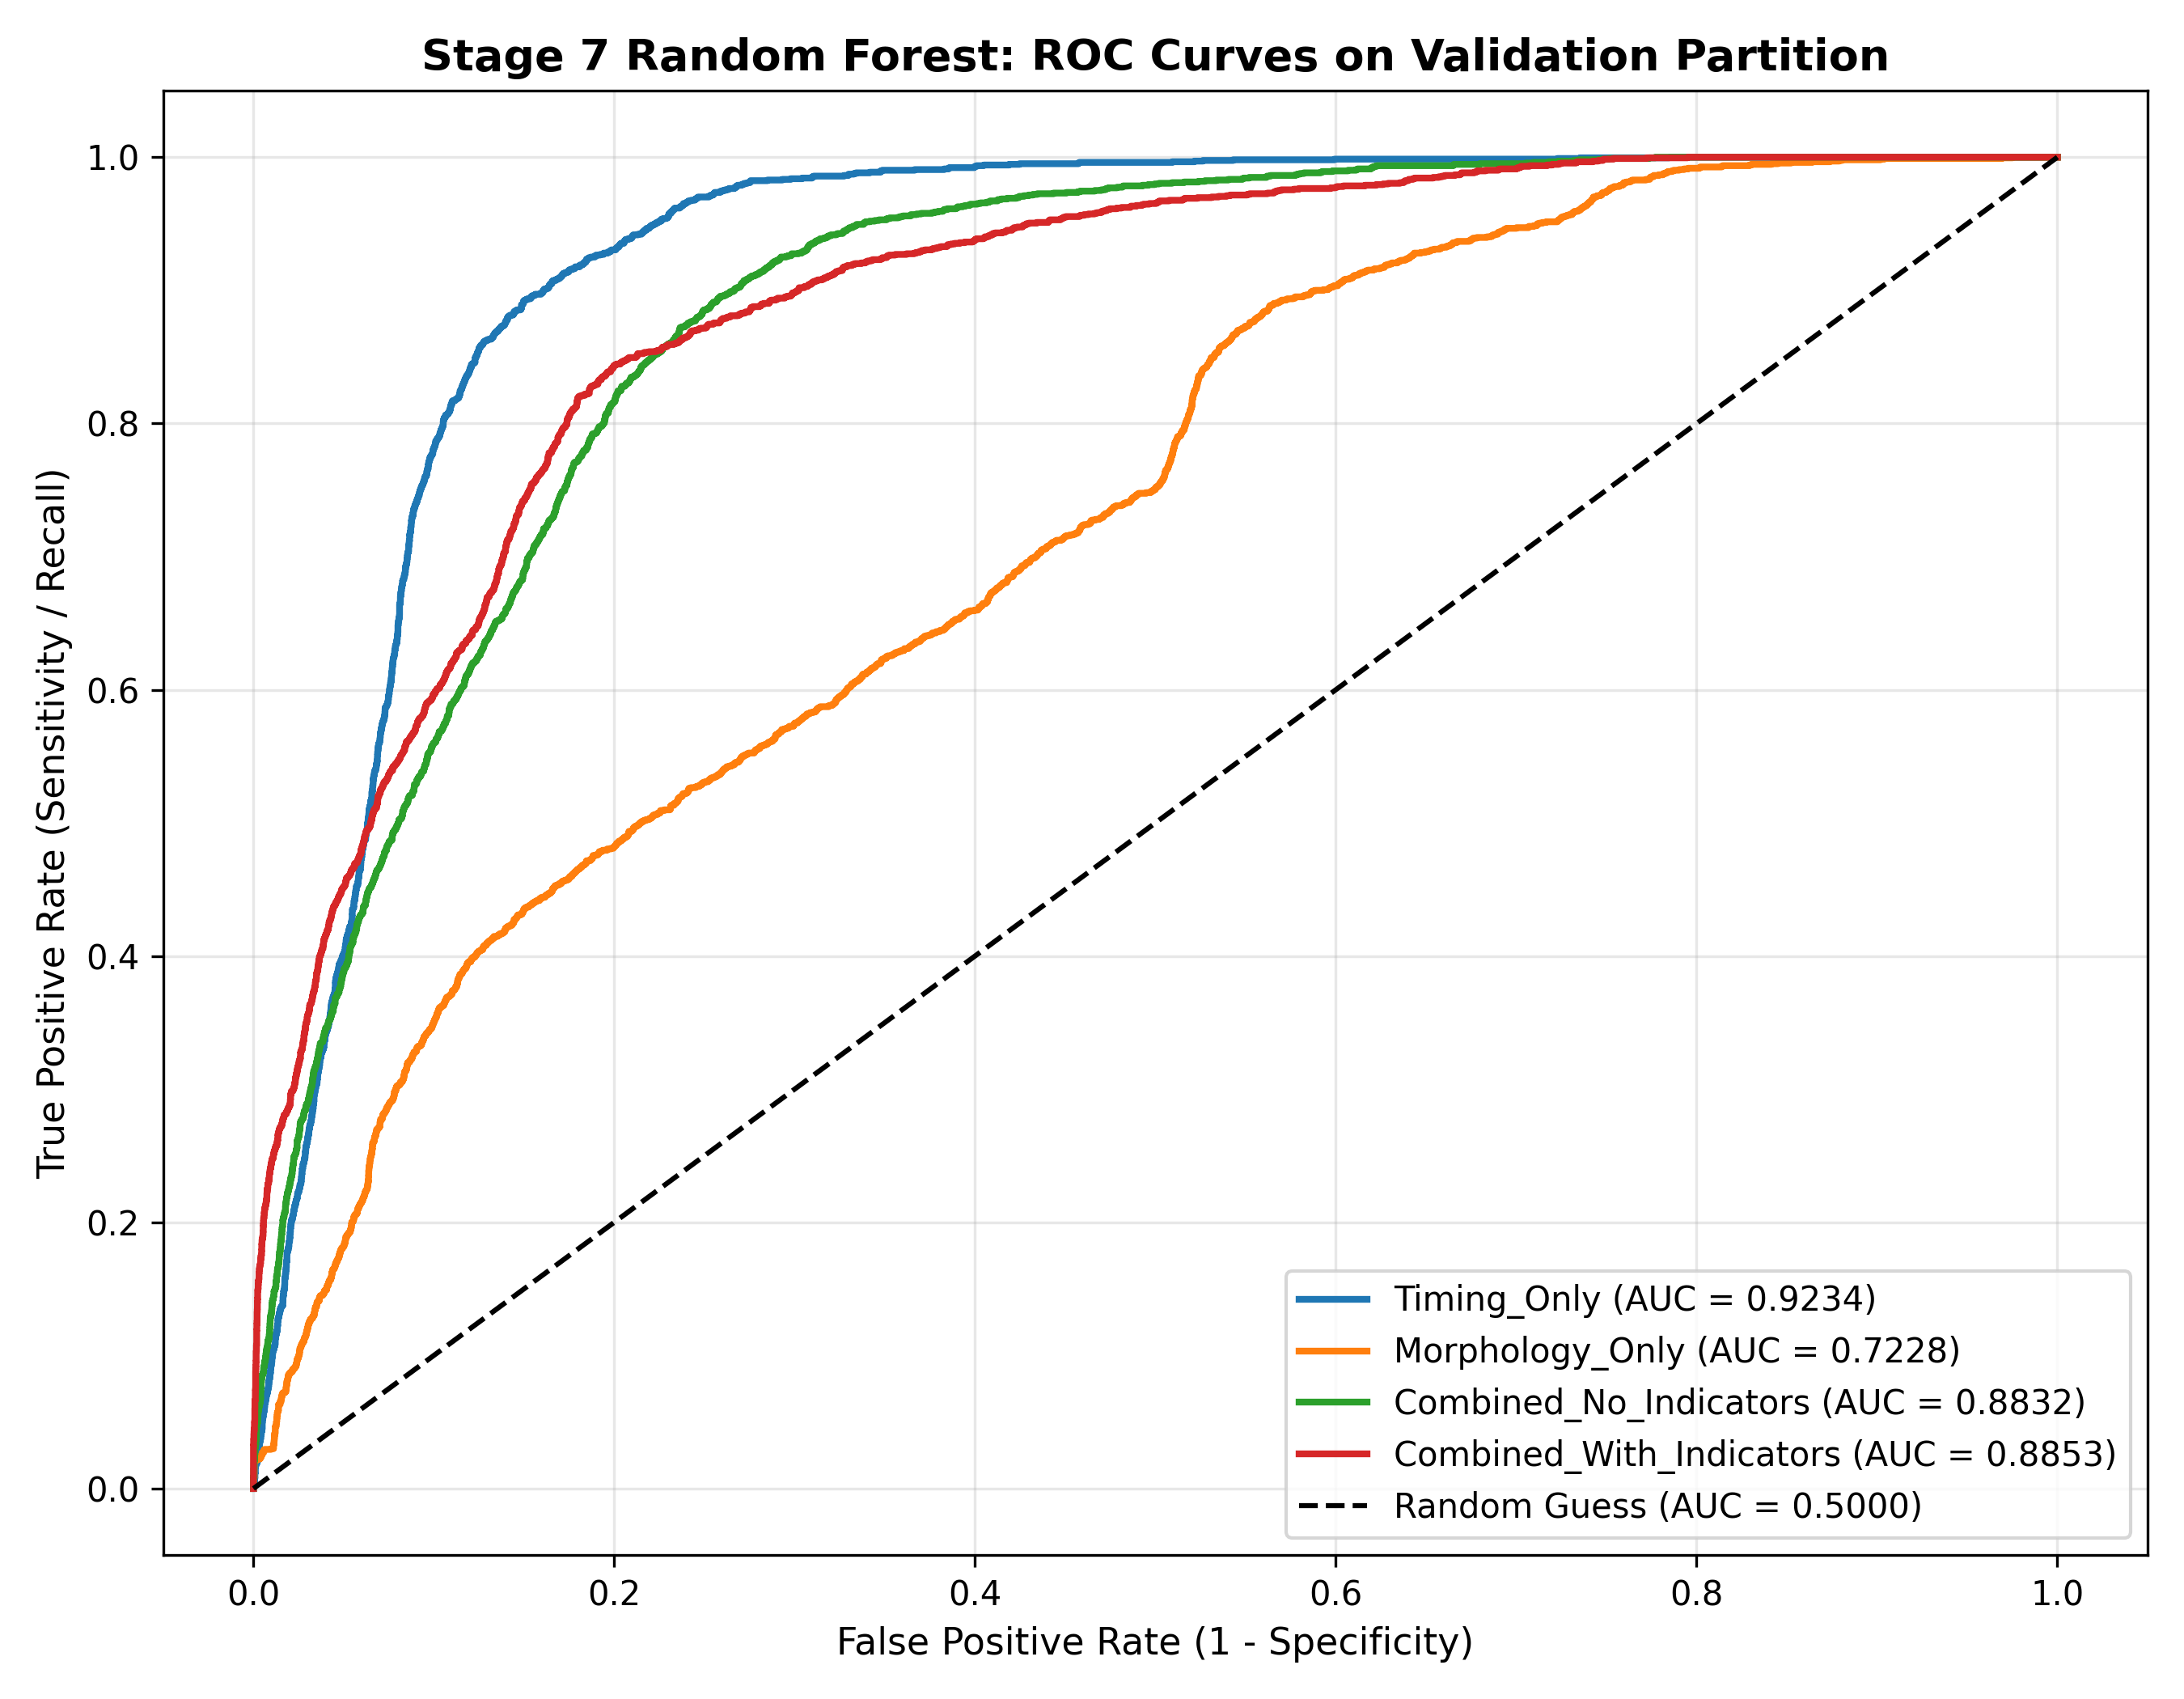 Stage 7 Random Forest: ROC Curves on Validation Partition
True Positive Rate (Sensitivity / Recall)
1.0
0.8
0.6
0.4
0.2
0.0
0.0 0.2 0.4 0.6 0.8 1.0
False Positive Rate (1 - Specificity)
Timing_Only (AUC = 0.9234)
Morphology_Only (AUC = 0.7228)
Combined_No_Indicators (AUC = 0.8832)
Combined_With_Indicators (AUC = 0.8853)
Random Guess (AUC = 0.5000)